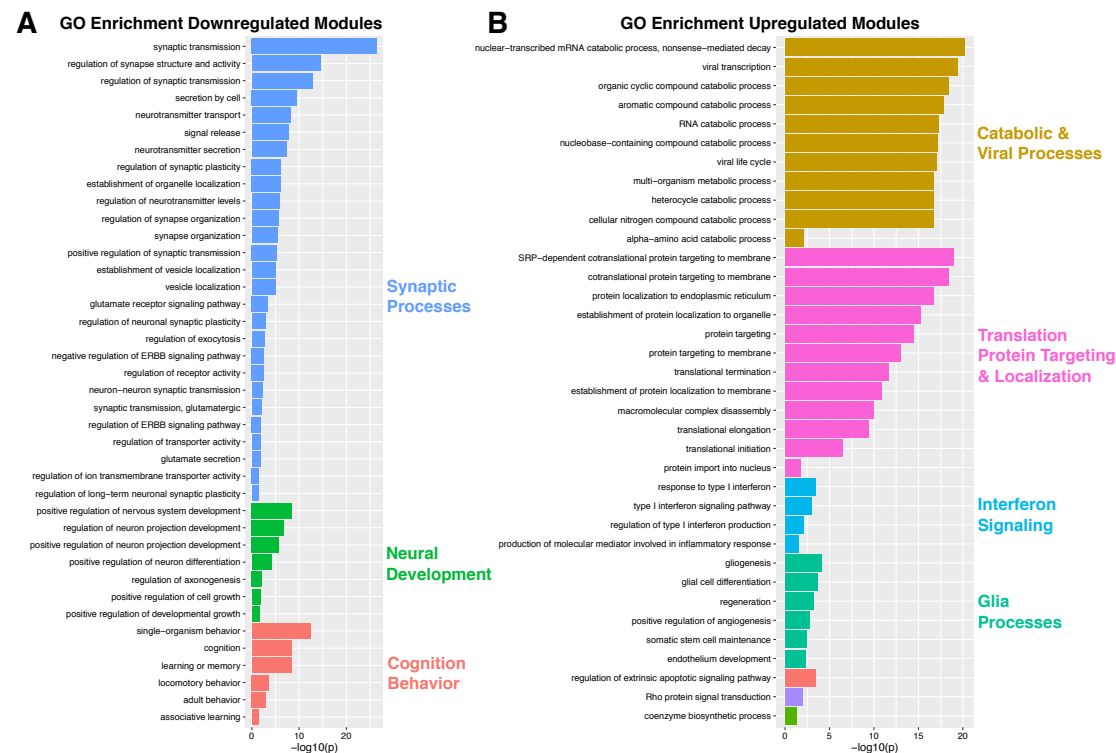 A
GO Enrichment Downregulated Modules
synaptic transmission
regulation of synapse structure and activity
regulation of synaptic transmission
secretion by cell
neurotransmitter transport
signal release
neurotransmitter secretion
regulation of synaptic plasticity
establishment of organelle localization
regulation of neurotransmitter levels
regulation of synapse organization
synapse organization
positive regulation of synaptic transmission
establishment of vesicle localization
vesicle localization
glutamate receptor signaling pathway
regulation of neuronal synaptic plasticity
regulation of exocytosis
negative regulation of ERBB signaling pathway
regulation of receptor activity
neuron−neuron synaptic transmission
synaptic transmission, glutamatergic
regulation of ERBB signaling pathway
regulation of transporter activity
glutamate secretion
regulation of ion transmembrane transporter activity
regulation of long−term neuronal synaptic plasticity
positive regulation of nervous system development
regulation of neuron projection development
positive regulation of neuron projection development
positive regulation of neuron differentiation
regulation of axonogenesis
positive regulation of cell growth
positive regulation of developmental growth
single−organism behavior
cognition
learning or memory
locomotory behavior
adult behavior
associative learning
Synaptic
Processes
Neural
Development
Cognition
Behavior
0 10 20
−log10(p)
B
GO Enrichment Upregulated Modules
nuclear−transcribed mRNA catabolic process, nonsense−mediated decay
viral transcription
organic cyclic compound catabolic process
aromatic compound catabolic process
RNA catabolic process
nucleobase−containing compound catabolic process
viral life cycle
multi−organism metabolic process
heterocycle catabolic process
cellular nitrogen compound catabolic process
alpha−amino acid catabolic process
SRP−dependent cotranslational protein targeting to membrane
cotranslational protein targeting to membrane
protein localization to endoplasmic reticulum
establishment of protein localization to organelle
protein targeting
protein targeting to membrane
translational termination
establishment of protein localization to membrane
macromolecular complex disassembly
translational elongation
translational initiation
protein import into nucleus
response to type I interferon
type I interferon signaling pathway
regulation of type I interferon production
production of molecular mediator involved in inflammatory response
gliogenesis
glial cell differentiation
regeneration
positive regulation of angiogenesis
somatic stem cell maintenance
endothelium development
regulation of extrinsic apoptotic signaling pathway
Rho protein signal transduction
coenzyme biosynthetic process
Catabolic &
Viral Processes
Translation
Protein Targeting
& Localization
Interferon
Signaling
Glia
Processes
0 5 10 15 20
−log10(p)